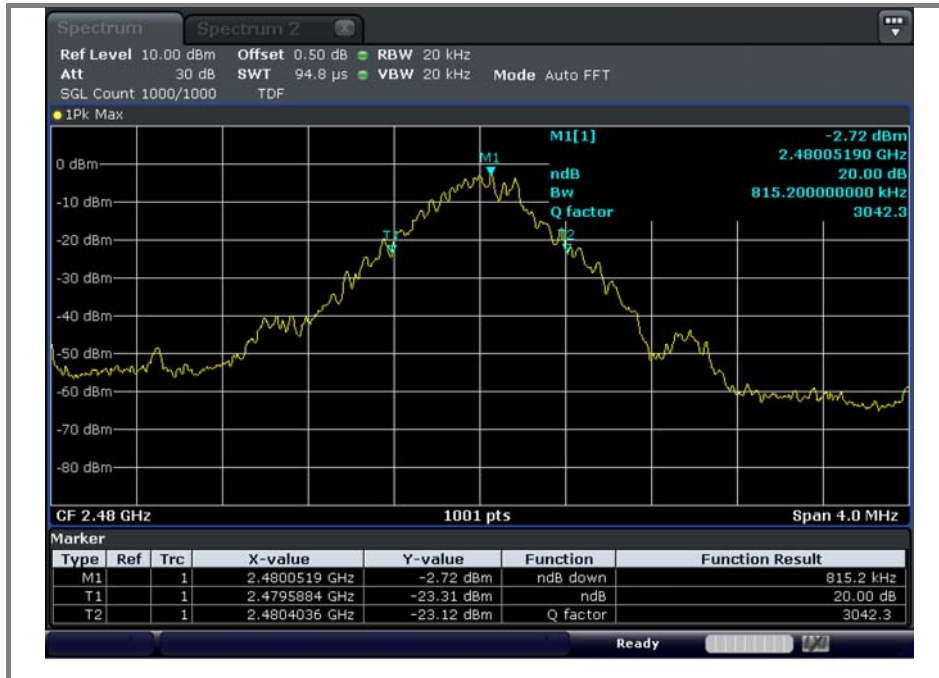 Spectrum Spectrum 2 X
Ref Level 10.00 dBm Offset 0.50 dB RBW 20 kHz
Att 30 dB SWT 94.8 µs VBW 20 kHz Mode Auto FFT
SGL Count 1000/1000 TDF
1Pk Max
M1[1] -2.72 dBm
2.48005190 GHz
ndB 20.00 dB
Bw 815.200000000 kHz
Q factor 3042.3
M1
T1
T2
0 dBm
-10 dBm
-20 dBm
-30 dBm
-40 dBm
-50 dBm
-60 dBm
-70 dBm
-80 dBm
CF 2.48 GHz 1001 pts Span 4.0 MHz
Marker
Type Ref Trc X-value Y-value Function Function Result
M1 1 2.4800519 GHz -2.72 dBm ndB down 815.2 kHz
T1 1 2.4795884 GHz -23.31 dBm ndB 20.00 dB
T2 1 2.4804036 GHz -23.12 dBm Q factor 3042.3
Ready